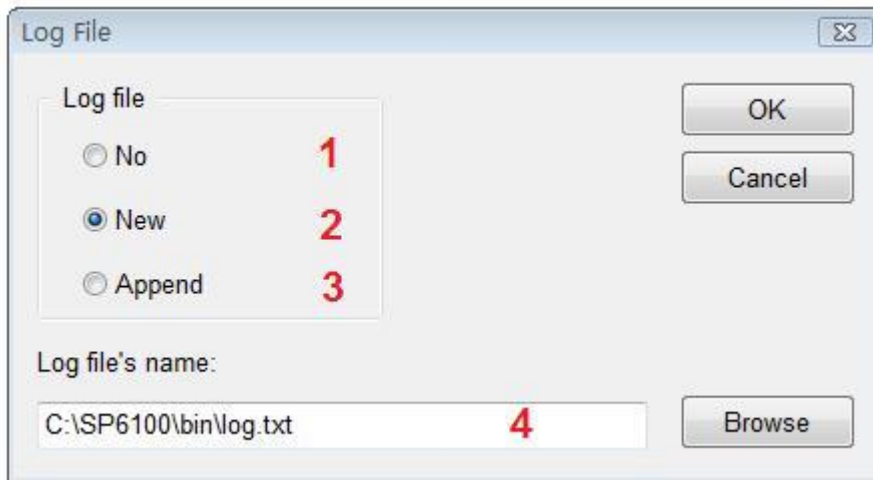 Log File
Log file
No 1
New 2
Append 3
OK
Cancel
Log file's name:
C:\SP6100\bin\log.txt 4
Browse